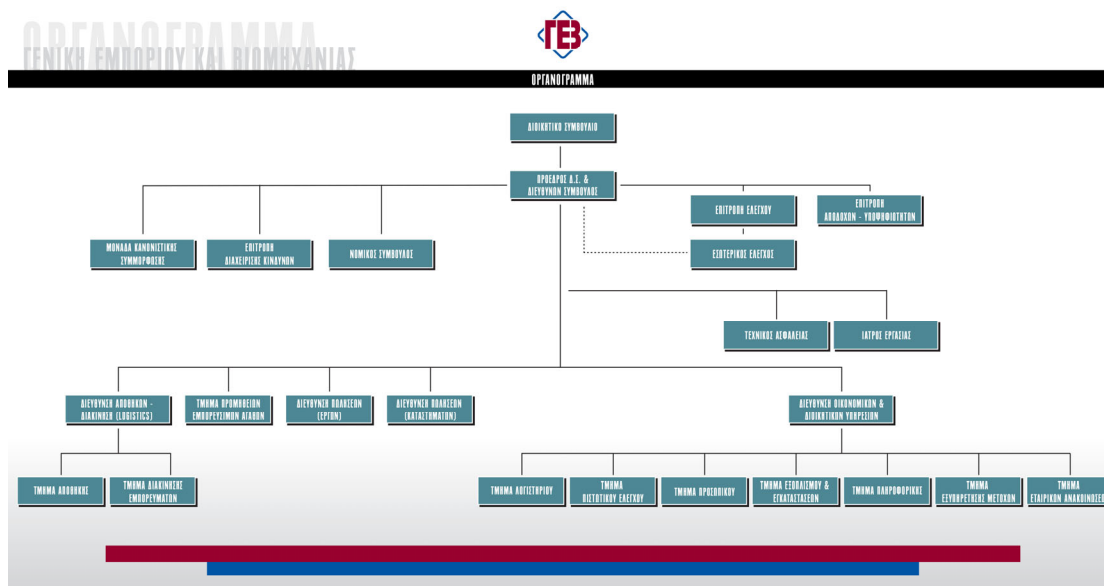 ΟΡΓΑΝΟΓΡΑΜΜΑ
ΓΕΝΙΚΗ ΕΜΠΟΡΙΟΥ ΚΑΙ ΒΙΟΜΗΧΑΝΙΑΣ
ΓΕΒ
ΟΡΓΑΝΟΓΡΑΜΜΑ
ΔΙΟΙΚΗΤΙΚΟ ΣΥΜΒΟΥΛΙΟ
ΠΡΟΕΔΡΟΣ Δ.Σ. &
ΔΙΕΥΘΥΝΩΝ ΣΥΜΒΟΥΛΟΣ
ΕΠΙΤΡΟΠΗ ΕΛΕΓΧΟΥ
ΕΠΙΤΡΟΠΗ
ΑΠΟΔΟΧΩΝ - ΥΠΟΨΗΦΙΟΤΗΤΩΝ
ΜΟΝΑΔΑ ΚΑΝΟΝΙΣΤΙΚΗΣ
ΣΥΜΜΟΡΦΩΣΗΣ
ΕΠΙΤΡΟΠΗ
ΔΙΑΧΕΙΡΙΣΗΣ ΚΙΝΔΥΝΩΝ
ΝΟΜΙΚΟΣ ΣΥΜΒΟΥΛΟΣ
ΕΣΩΤΕΡΙΚΟΣ ΕΛΕΓΧΟΣ
ΤΕΧΝΙΚΟΣ ΑΣΦΑΛΕΙΑΣ
ΙΑΤΡΟΣ ΕΡΓΑΣΙΑΣ
ΔΙΕΥΘΥΝΣΗ ΑΠΟΘΗΚΩΝ -
ΔΙΑΚΙΝΗΣΗ (LOGISTICS)
ΤΜΗΜΑ ΠΡΟΜΗΘΕΙΩΝ
ΕΜΠΟΡΕΥΣΙΜΩΝ ΑΓΑΘΩΝ
ΔΙΕΥΘΥΝΣΗ ΠΩΛΗΣΕΩΝ
(ΕΡΓΩΝ)
ΔΙΕΥΘΥΝΣΗ ΠΩΛΗΣΕΩΝ
(ΚΑΤΑΣΤΗΜΑΤΩΝ)
ΔΙΕΥΘΥΝΣΗ ΟΙΚΟΝΟΜΙΚΩΝ &
ΔΙΟΙΚΗΤΙΚΩΝ ΥΠΗΡΕΣΙΩΝ
ΤΜΗΜΑ ΑΠΟΘΗΚΗΣ
ΤΜΗΜΑ ΔΙΑΚΙΝΗΣΗΣ
ΕΜΠΟΡΕΥΜΑΤΩΝ
ΤΜΗΜΑ ΛΟΓΙΣΤΗΡΙΟΥ
ΤΜΗΜΑ
ΠΙΣΤΩΤΙΚΟΥ ΕΛΕΓΧΟΥ
ΤΜΗΜΑ ΠΡΟΣΩΠΙΚΟΥ
ΤΜΗΜΑ ΕΞΟΠΛΙΣΜΟΥ &
ΕΓΚΑΤΑΣΤΑΣΕΩΝ
ΤΜΗΜΑ ΠΛΗΡΟΦΟΡΙΚΗΣ
ΤΜΗΜΑ
ΕΞΥΠΗΡΕΤΗΣΗΣ ΜΕΤΟΧΩΝ
ΤΜΗΜΑ
ΕΤΑΙΡΙΚΩΝ ΑΝΑΚΟΙΝΩΣΕΩ